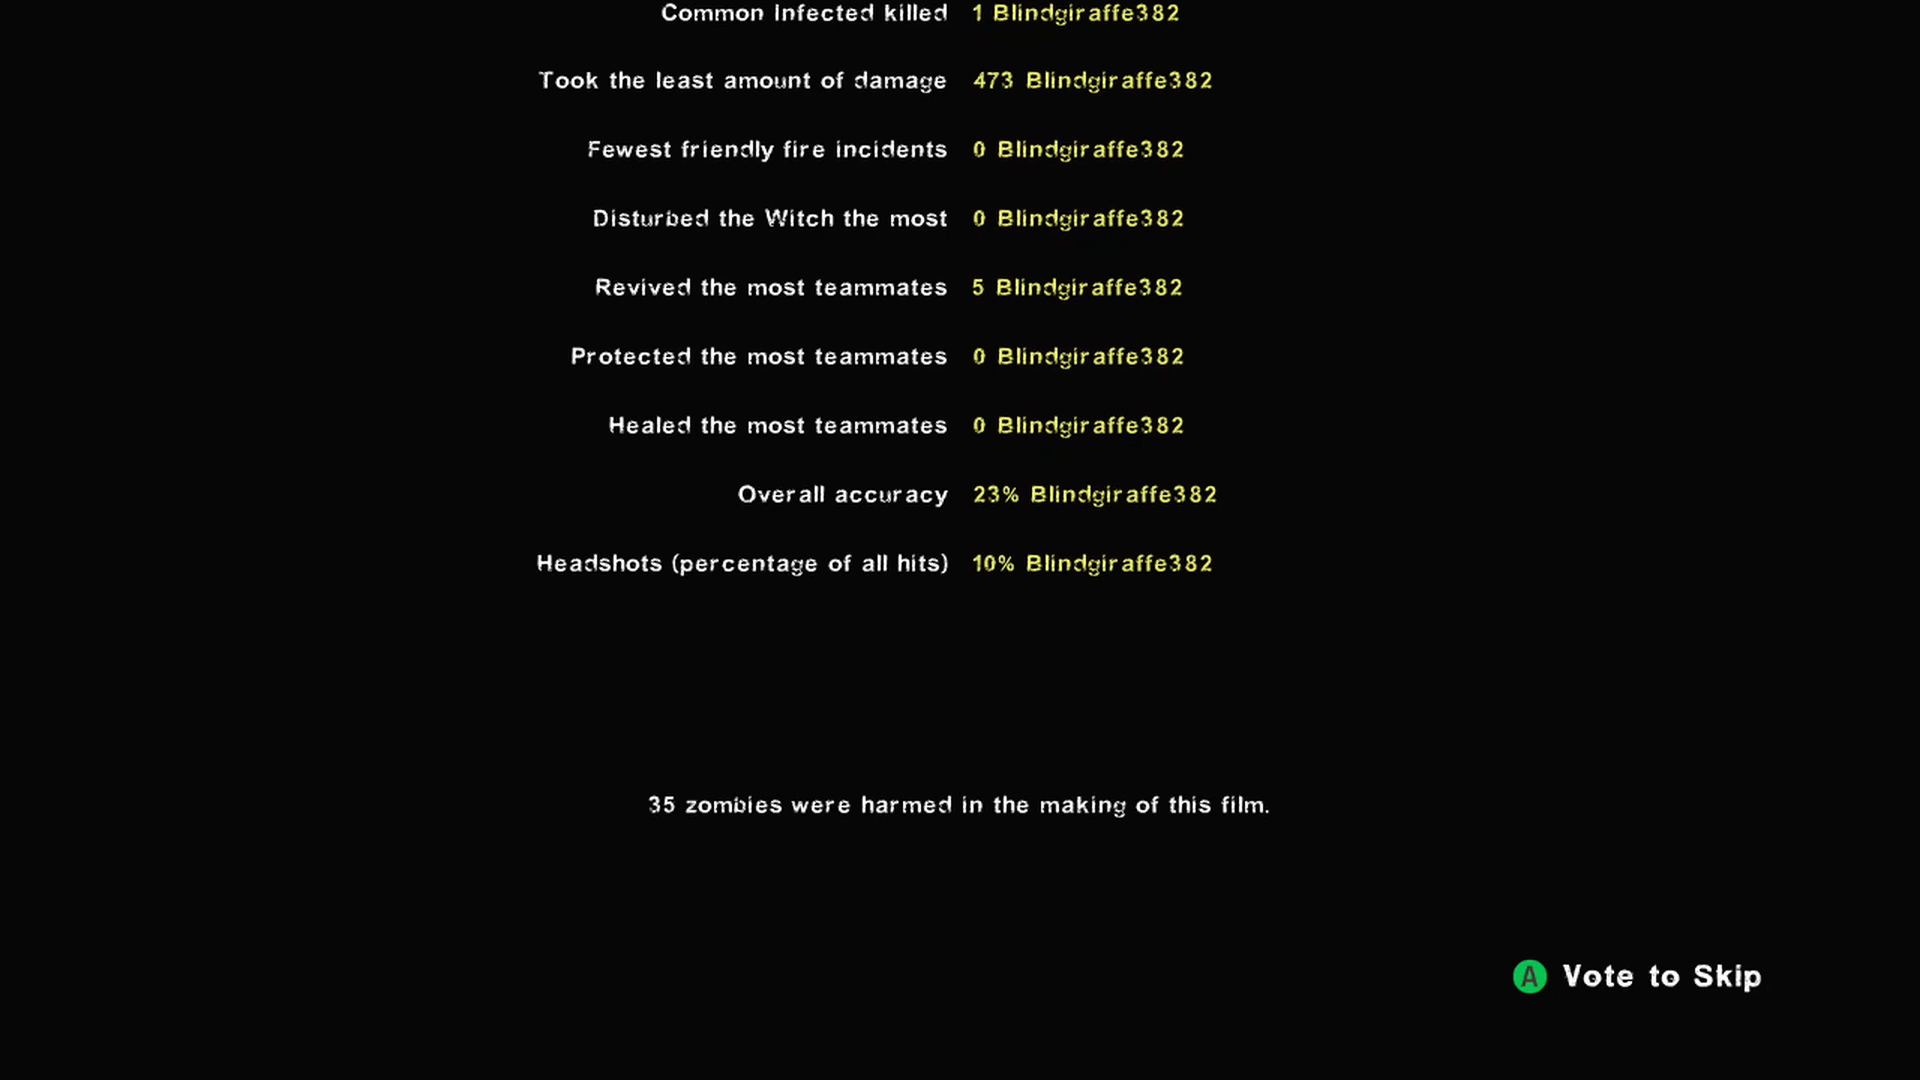 Common Infected killed 1 Blindgiraffe382
Took the least amount of damage 473 Blindgiraffe382
Fewest friendly fire incidents 0 Blindgiraffe382
Disturbed the Witch the most 0 Blindgiraffe382
Revived the most teammates 5 Blindgiraffe382
Protected the most teammates 0 Blindgiraffe382
Healed the most teammates 0 Blindgiraffe382
Overall accuracy 23% Blindgiraffe382
Headshots (percentage of all hits) 10% Blindgiraffe382
35 zombies were harmed in the making of this film.
A Vote to Skip